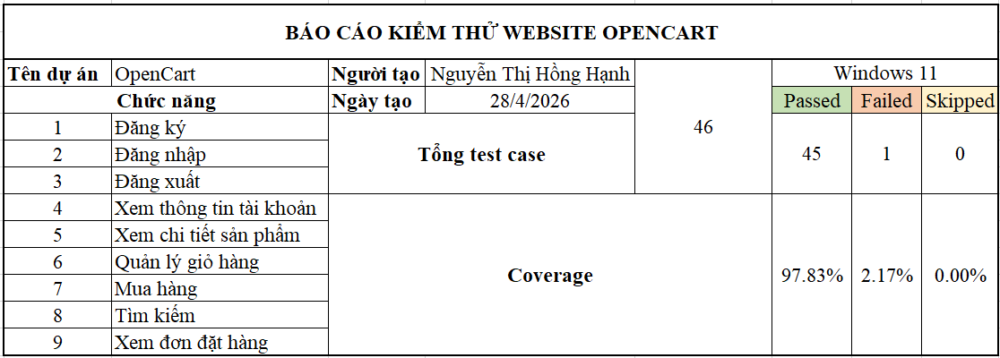 BÁO CÁO KIỂM THỬ WEBSITE OPENCART
Tên dự án OpenCart Người tạo Nguyễn Thị Hồng Hạnh Windows 11
Chức năng Ngày tạo 28/4/2026 Passed Failed Skipped
1 Đăng ký
46
2 Đăng nhập Tổng test case 45 1 0
3 Đăng xuất
4 Xem thông tin tài khoản
5 Xem chi tiết sản phẩm
6 Quản lý giỏ hàng
Coverage 97.83% 2.17% 0.00%
7 Mua hàng
8 Tìm kiếm
9 Xem đơn đặt hàng